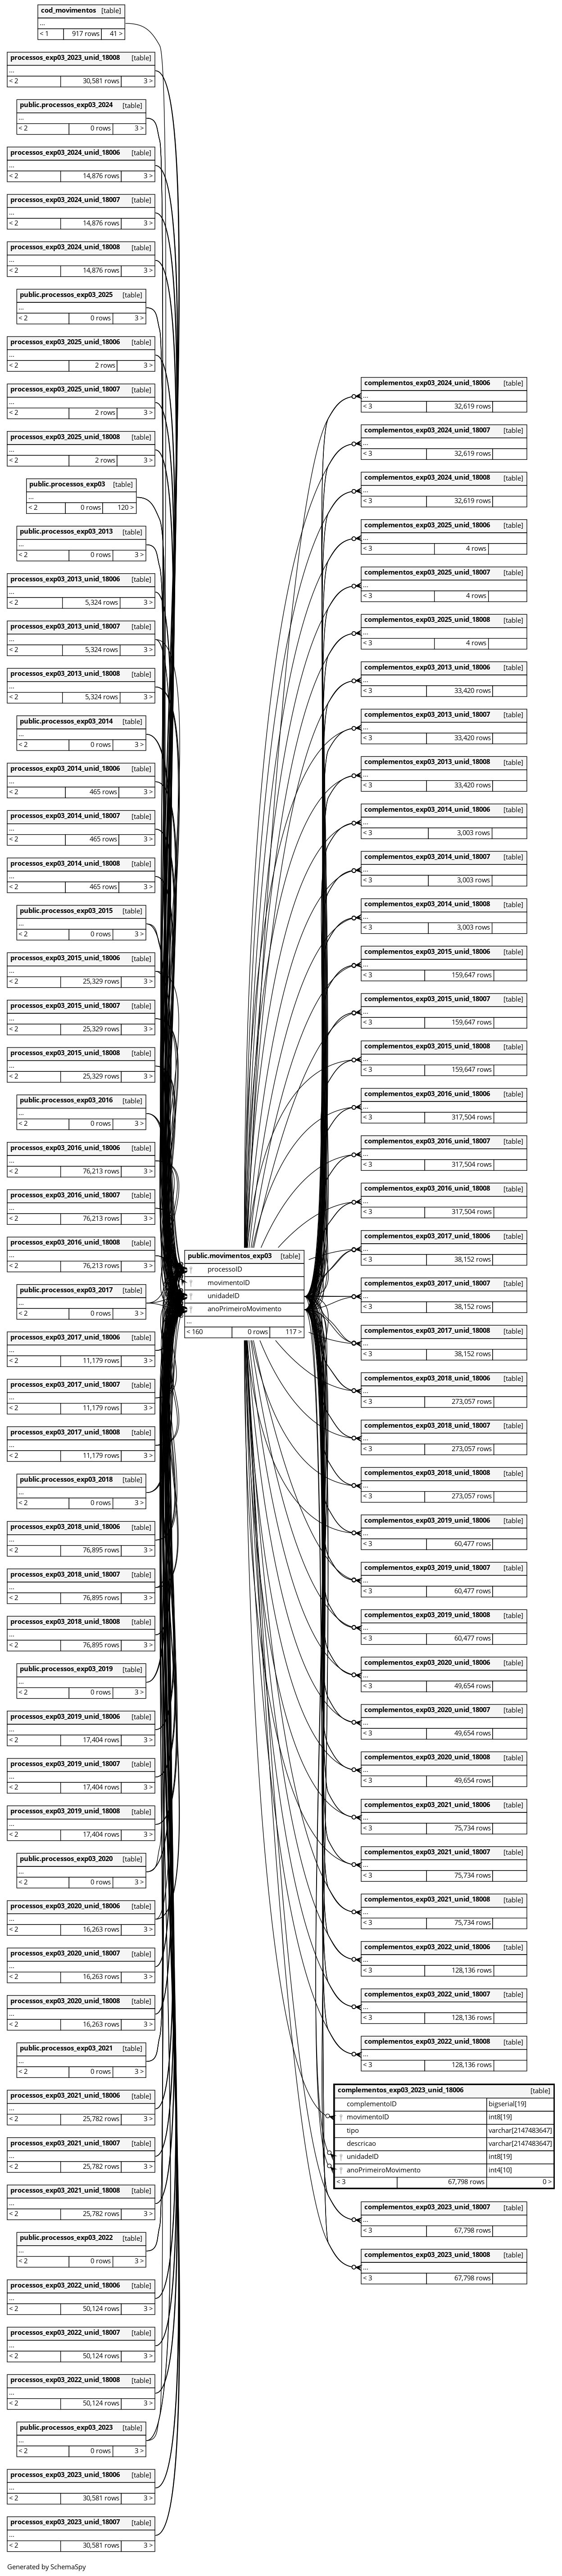 cod_movimentos [table]
...
< 1 917 rows 41 >
processos_exp03_2023_unid_18008 [table]
...
< 2 30,581 rows 3 >
public.processos_exp03_2024 [table]
...
< 2 0 rows 3 >
processos_exp03_2024_unid_18006 [table]
...
< 2 14,876 rows 3 >
processos_exp03_2024_unid_18007 [table]
...
< 2 14,876 rows 3 >
processos_exp03_2024_unid_18008 [table]
...
< 2 14,876 rows 3 >
public.processos_exp03_2025 [table]
...
< 2 0 rows 3 >
processos_exp03_2025_unid_18006 [table]
...
< 2 2 rows 3 >
processos_exp03_2025_unid_18007 [table]
...
< 2 2 rows 3 >
processos_exp03_2025_unid_18008 [table]
...
< 2 2 rows 3 >
public.processos_exp03 [table]
...
< 2 0 rows 120 >
public.processos_exp03_2013 [table]
...
< 2 0 rows 3 >
processos_exp03_2013_unid_18006 [table]
...
< 2 5,324 rows 3 >
processos_exp03_2013_unid_18007 [table]
...
< 2 5,324 rows 3 >
processos_exp03_2013_unid_18008 [table]
...
< 2 5,324 rows 3 >
public.processos_exp03_2014 [table]
...
< 2 0 rows 3 >
processos_exp03_2014_unid_18006 [table]
...
< 2 465 rows 3 >
processos_exp03_2014_unid_18007 [table]
...
< 2 465 rows 3 >
processos_exp03_2014_unid_18008 [table]
...
< 2 465 rows 3 >
public.processos_exp03_2015 [table]
...
< 2 0 rows 3 >
processos_exp03_2015_unid_18006 [table]
...
< 2 25,329 rows 3 >
processos_exp03_2015_unid_18007 [table]
...
< 2 25,329 rows 3 >
processos_exp03_2015_unid_18008 [table]
...
< 2 25,329 rows 3 >
public.processos_exp03_2016 [table]
...
< 2 0 rows 3 >
processos_exp03_2016_unid_18006 [table]
...
< 2 76,213 rows 3 >
processos_exp03_2016_unid_18007 [table]
...
< 2 76,213 rows 3 >
processos_exp03_2016_unid_18008 [table]
...
< 2 76,213 rows 3 >
public.processos_exp03_2017 [table]
...
< 2 0 rows 3 >
processos_exp03_2017_unid_18006 [table]
...
< 2 11,179 rows 3 >
processos_exp03_2017_unid_18007 [table]
...
< 2 11,179 rows 3 >
processos_exp03_2017_unid_18008 [table]
...
< 2 11,179 rows 3 >
public.processos_exp03_2018 [table]
...
< 2 0 rows 3 >
processos_exp03_2018_unid_18006 [table]
...
< 2 76,895 rows 3 >
processos_exp03_2018_unid_18007 [table]
...
< 2 76,895 rows 3 >
processos_exp03_2018_unid_18008 [table]
...
< 2 76,895 rows 3 >
public.processos_exp03_2019 [table]
...
< 2 0 rows 3 >
processos_exp03_2019_unid_18006 [table]
...
< 2 17,404 rows 3 >
processos_exp03_2019_unid_18007 [table]
...
< 2 17,404 rows 3 >
processos_exp03_2019_unid_18008 [table]
...
< 2 17,404 rows 3 >
public.processos_exp03_2020 [table]
...
< 2 0 rows 3 >
processos_exp03_2020_unid_18006 [table]
...
< 2 16,263 rows 3 >
processos_exp03_2020_unid_18007 [table]
...
< 2 16,263 rows 3 >
processos_exp03_2020_unid_18008 [table]
...
< 2 16,263 rows 3 >
public.processos_exp03_2021 [table]
...
< 2 0 rows 3 >
processos_exp03_2021_unid_18006 [table]
...
< 2 25,782 rows 3 >
processos_exp03_2021_unid_18007 [table]
...
< 2 25,782 rows 3 >
processos_exp03_2021_unid_18008 [table]
...
< 2 25,782 rows 3 >
public.processos_exp03_2022 [table]
...
< 2 0 rows 3 >
processos_exp03_2022_unid_18006 [table]
...
< 2 50,124 rows 3 >
processos_exp03_2022_unid_18007 [table]
...
< 2 50,124 rows 3 >
processos_exp03_2022_unid_18008 [table]
...
< 2 50,124 rows 3 >
public.processos_exp03_2023 [table]
...
< 2 0 rows 3 >
processos_exp03_2023_unid_18006 [table]
...
< 2 30,581 rows 3 >
processos_exp03_2023_unid_18007 [table]
...
< 2 30,581 rows 3 >
public.movimentos_exp03 [table]
processoID
movimentoID
unidadeID
anoPrimeiroMovimento
...
< 160 0 rows 117 >
complementos_exp03_2024_unid_18006 [table]
...
< 3 32,619 rows
complementos_exp03_2024_unid_18007 [table]
...
< 3 32,619 rows
complementos_exp03_2024_unid_18008 [table]
...
< 3 32,619 rows
complementos_exp03_2025_unid_18006 [table]
...
< 3 4 rows
complementos_exp03_2025_unid_18007 [table]
...
< 3 4 rows
complementos_exp03_2025_unid_18008 [table]
...
< 3 4 rows
complementos_exp03_2013_unid_18006 [table]
...
< 3 33,420 rows
complementos_exp03_2013_unid_18007 [table]
...
< 3 33,420 rows
complementos_exp03_2013_unid_18008 [table]
...
< 3 33,420 rows
complementos_exp03_2014_unid_18006 [table]
...
< 3 3,003 rows
complementos_exp03_2014_unid_18007 [table]
...
< 3 3,003 rows
complementos_exp03_2014_unid_18008 [table]
...
< 3 3,003 rows
complementos_exp03_2015_unid_18006 [table]
...
< 3 159,647 rows
complementos_exp03_2015_unid_18007 [table]
...
< 3 159,647 rows
complementos_exp03_2015_unid_18008 [table]
...
< 3 159,647 rows
complementos_exp03_2016_unid_18006 [table]
...
< 3 317,504 rows
complementos_exp03_2016_unid_18007 [table]
...
< 3 317,504 rows
complementos_exp03_2016_unid_18008 [table]
...
< 3 317,504 rows
complementos_exp03_2017_unid_18006 [table]
...
< 3 38,152 rows
complementos_exp03_2017_unid_18007 [table]
...
< 3 38,152 rows
complementos_exp03_2017_unid_18008 [table]
...
< 3 38,152 rows
complementos_exp03_2018_unid_18006 [table]
...
< 3 273,057 rows
complementos_exp03_2018_unid_18007 [table]
...
< 3 273,057 rows
complementos_exp03_2018_unid_18008 [table]
...
< 3 273,057 rows
complementos_exp03_2019_unid_18006 [table]
...
< 3 60,477 rows
complementos_exp03_2019_unid_18007 [table]
...
< 3 60,477 rows
complementos_exp03_2019_unid_18008 [table]
...
< 3 60,477 rows
complementos_exp03_2020_unid_18006 [table]
...
< 3 49,654 rows
complementos_exp03_2020_unid_18007 [table]
...
< 3 49,654 rows
complementos_exp03_2020_unid_18008 [table]
...
< 3 49,654 rows
complementos_exp03_2021_unid_18006 [table]
...
< 3 75,734 rows
complementos_exp03_2021_unid_18007 [table]
...
< 3 75,734 rows
complementos_exp03_2021_unid_18008 [table]
...
< 3 75,734 rows
complementos_exp03_2022_unid_18006 [table]
...
< 3 128,136 rows
complementos_exp03_2022_unid_18007 [table]
...
< 3 128,136 rows
complementos_exp03_2022_unid_18008 [table]
...
< 3 128,136 rows
complementos_exp03_2023_unid_18006 [table]
complementoID bigserial[19]
movimentoID int8[19]
tipo varchar[2147483647]
descricao varchar[2147483647]
unidadeID int8[19]
anoPrimeiroMovimento int4[10]
< 3 67,798 rows 0 >
complementos_exp03_2023_unid_18007 [table]
...
< 3 67,798 rows
complementos_exp03_2023_unid_18008 [table]
...
< 3 67,798 rows
Generated by SchemaSpy